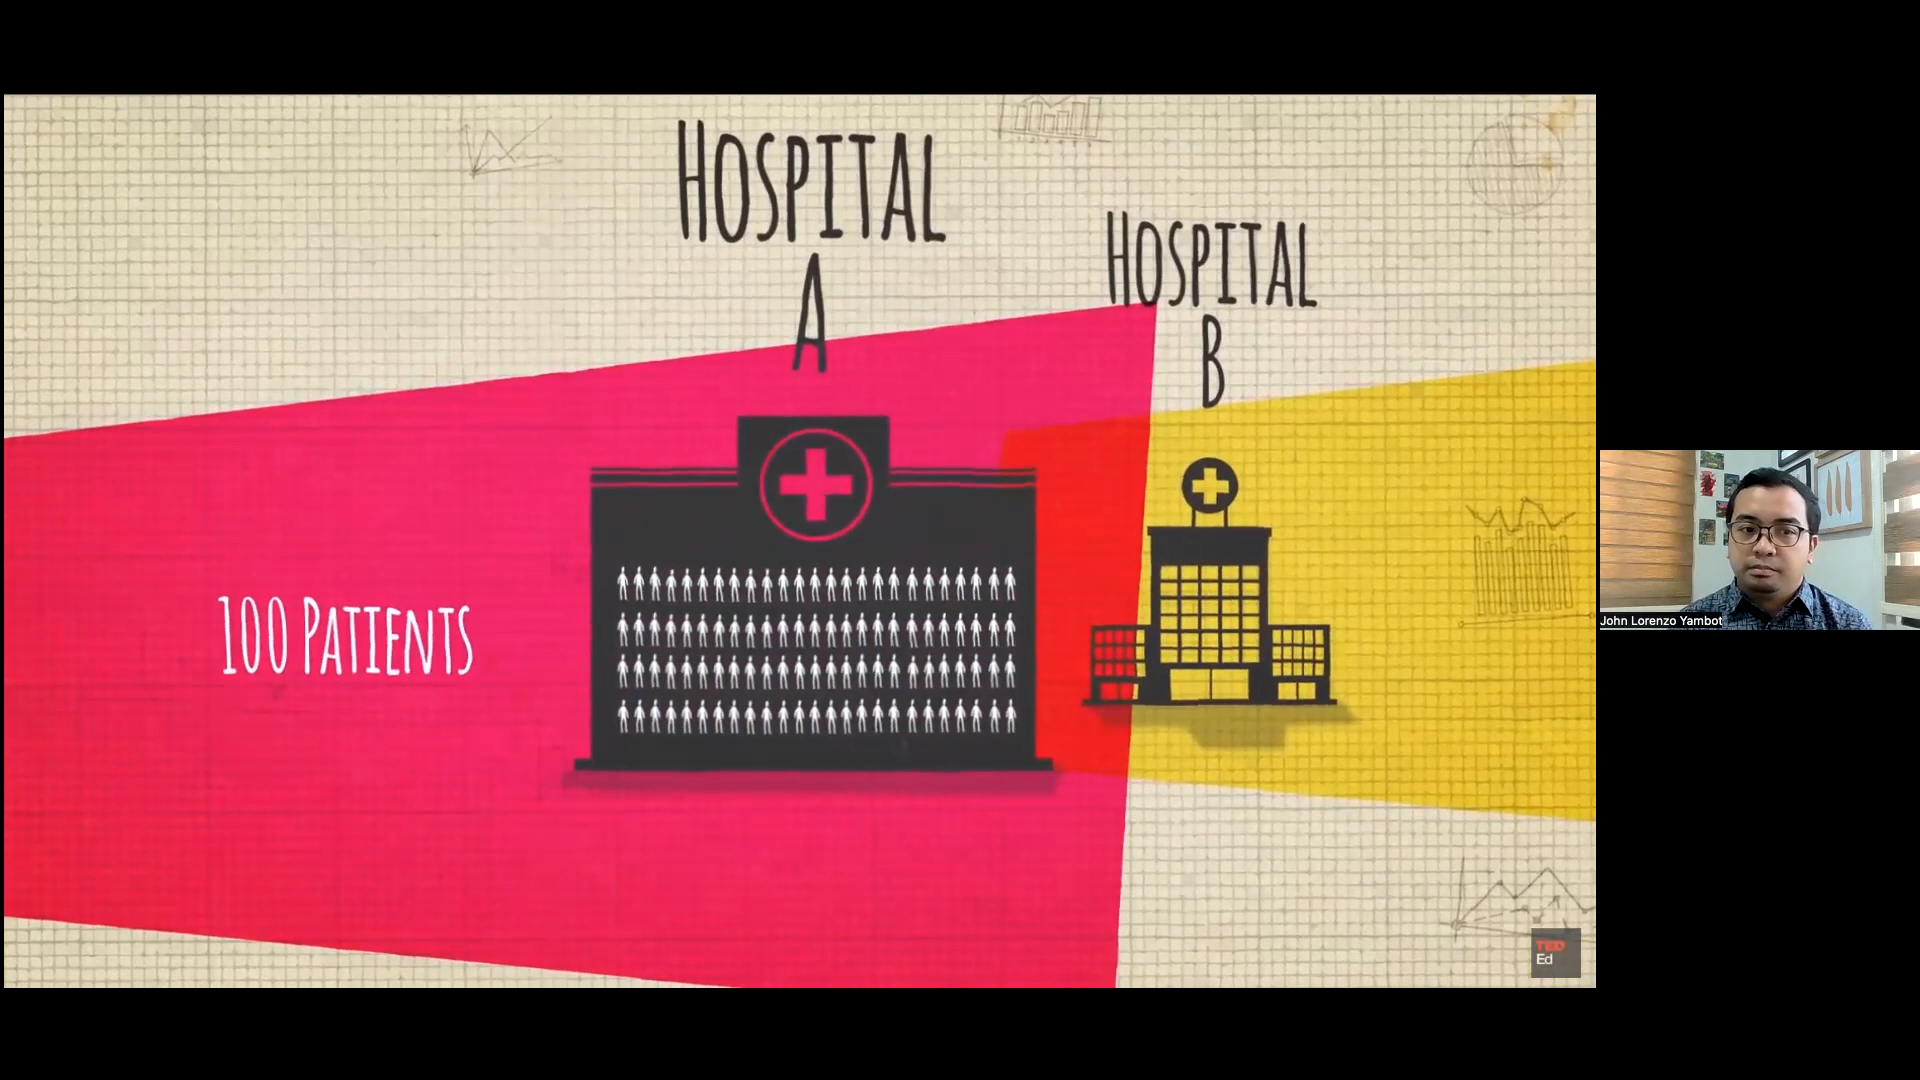 HOSPITAL
A
HOSPITAL
B
100 PATIENTS
John Lorenzo Yambot
TED
Ed